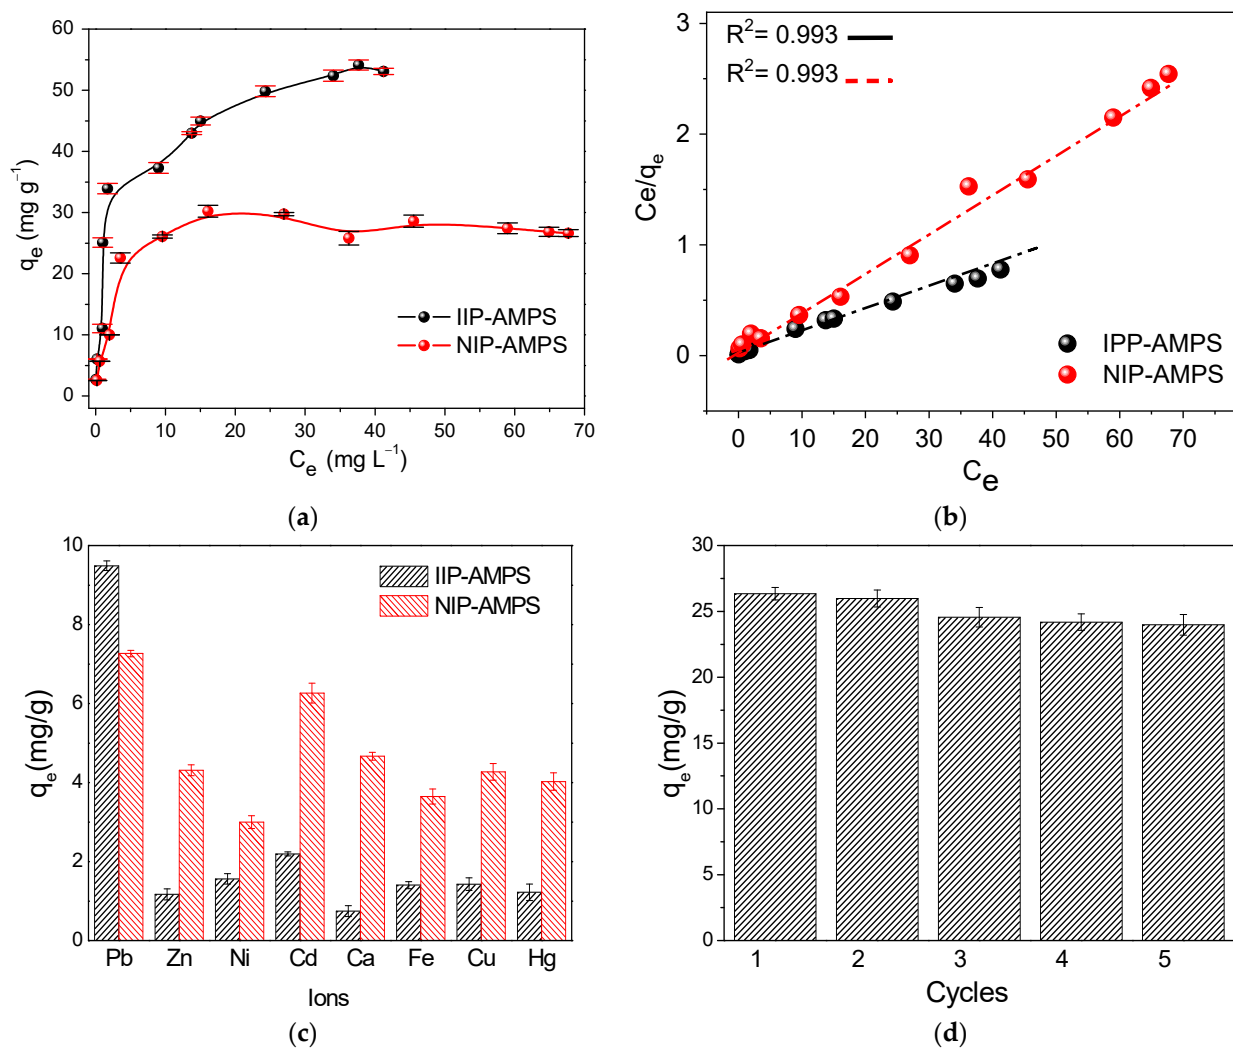 60
50
40
30
20
10
0
qₑ (mg g⁻¹)
IIP-AMPS
NIP-AMPS
0 10 20 30 40 50 60 70
Cₑ (mg L⁻¹)
(a)
R²= 0.993
R²= 0.993
3
2
1
0
Ce/qₑ
IPP-AMPS
NIP-AMPS
0 10 20 30 40 50 60 70
Cₑ
(b)
10
8
6
4
2
0
qₑ(mg/g)
IIP-AMPS
NIP-AMPS
Pb Zn Ni Cd Ca Fe Cu Hg
Ions
(c)
30
25
20
15
10
5
0
qₑ(mg/g)
1 2 3 4 5
Cycles
(d)